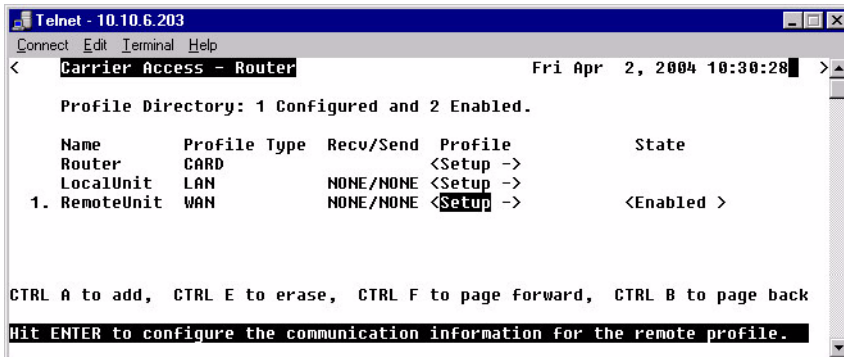 Telnet - 10.10.6.203
Connect Edit Terminal Help
< Carrier Access - Router Fri Apr 2, 2004 10:30:28 >
Profile Directory: 1 Configured and 2 Enabled.
Name Profile Type Recv/Send Profile State
Router CARD <Setup ->
LocalUnit LAN NONE/NONE <Setup ->
1. RemoteUnit WAN NONE/NONE <Setup -> <Enabled >
CTRL A to add, CTRL E to erase, CTRL F to page forward, CTRL B to page back
Hit ENTER to configure the communication information for the remote profile.